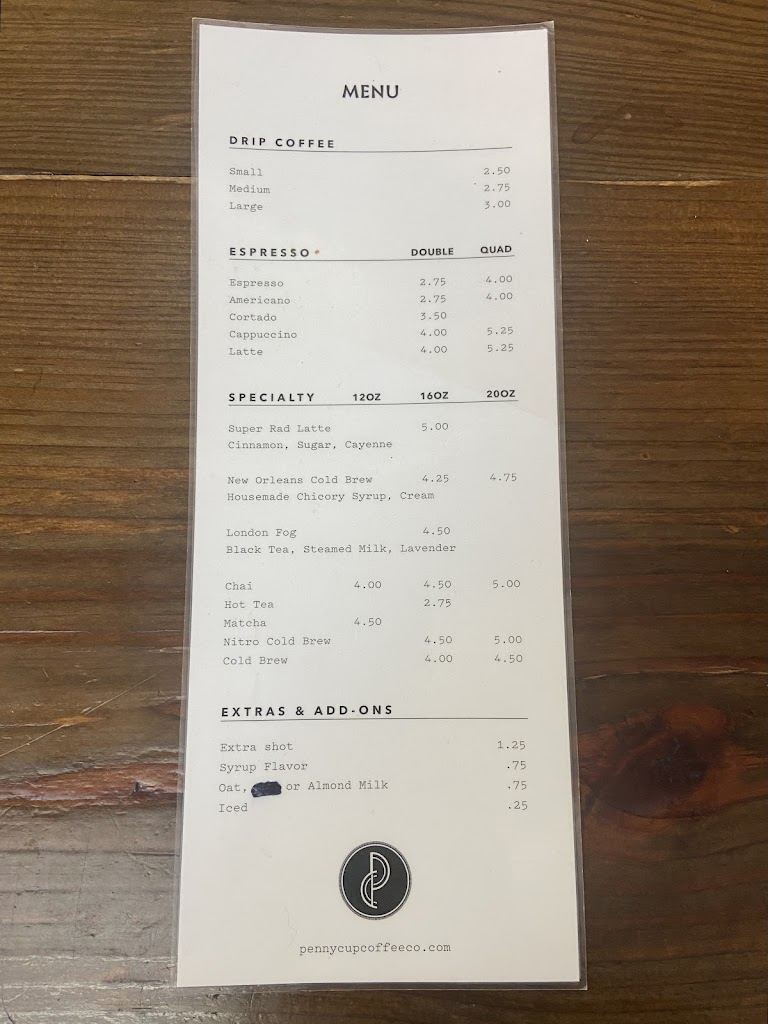 MENU
DRIP COFFEE
Small 2.50
Medium 2.75
Large 3.00
ESPRESSO* DOUBLE QUAD
Espresso 2.75 4.00
Americano 2.75 4.00
Cortado 3.50
Cappuccino 4.00 5.25
Latte 4.00 5.25
SPECIALTY 12OZ 16OZ 20OZ
Super Rad Latte 5.00
Cinnamon, Sugar, Cayenne
New Orleans Cold Brew 4.25 4.75
Housemade Chicory Syrup, Cream
London Fog 4.50
Black Tea, Steamed Milk, Lavender
Chai 4.00 4.50 5.00
Hot Tea 2.75
Matcha 4.50
Nitro Cold Brew 4.50 5.00
Cold Brew 4.00 4.50
EXTRAS & ADD-ONS
Extra shot 1.25
Syrup Flavor .75
Oat, or Almond Milk .75
Iced .25
pennycupcoffeeco.com